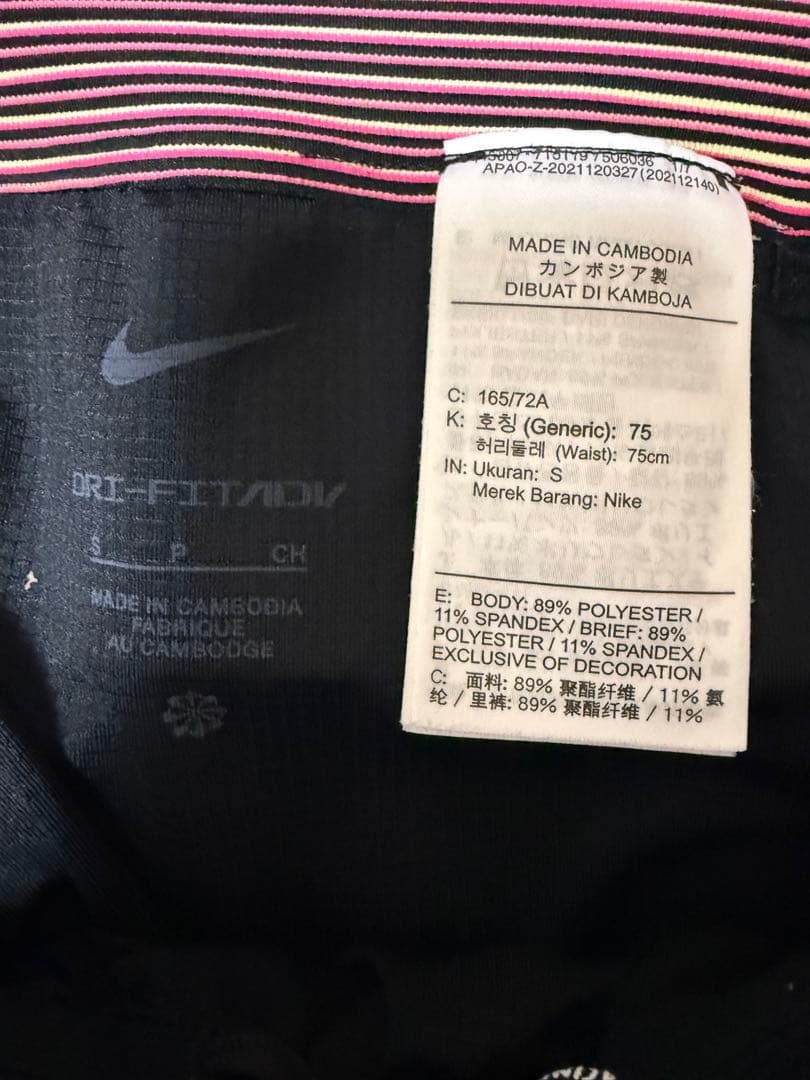 APAO-Z-2021120327(202112140)
MADE IN CAMBODIA
カンボジア製
DIBUAT DI KAMBOJA
C: 165/72A
K: 호칭 (Generic): 75
허리둘레 (Waist): 75cm
IN: Ukuran: S
Merek Barang: Nike
E: BODY: 89% POLYESTER /
11% SPANDEX / BRIEF: 89%
POLYESTER / 11% SPANDEX /
EXCLUSIVE OF DECORATION
C: 面料: 89% 聚酯纤维 / 11% 氨
纶 / 里裤: 89% 聚酯纤维 / 11%
DRI-FIT ADV
S P CH
MADE IN CAMBODIA
FABRIQUE
AU CAMBODGE